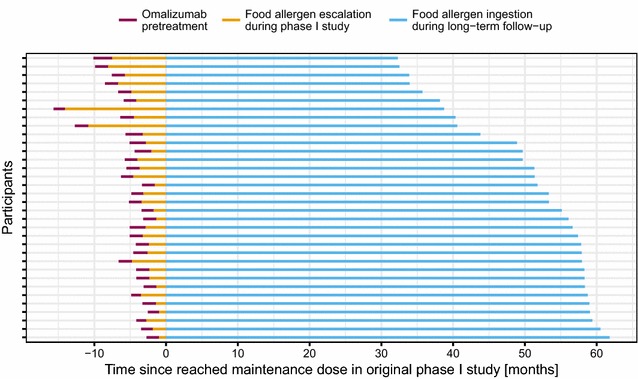 Omalizumab
pretreatment
Food allergen escalation
during phase I study
Food allergen ingestion
during long−term follow−up
Participants
−10 0 10 20 30 40 50 60
Time since reached maintenance dose in original phase I study [months]